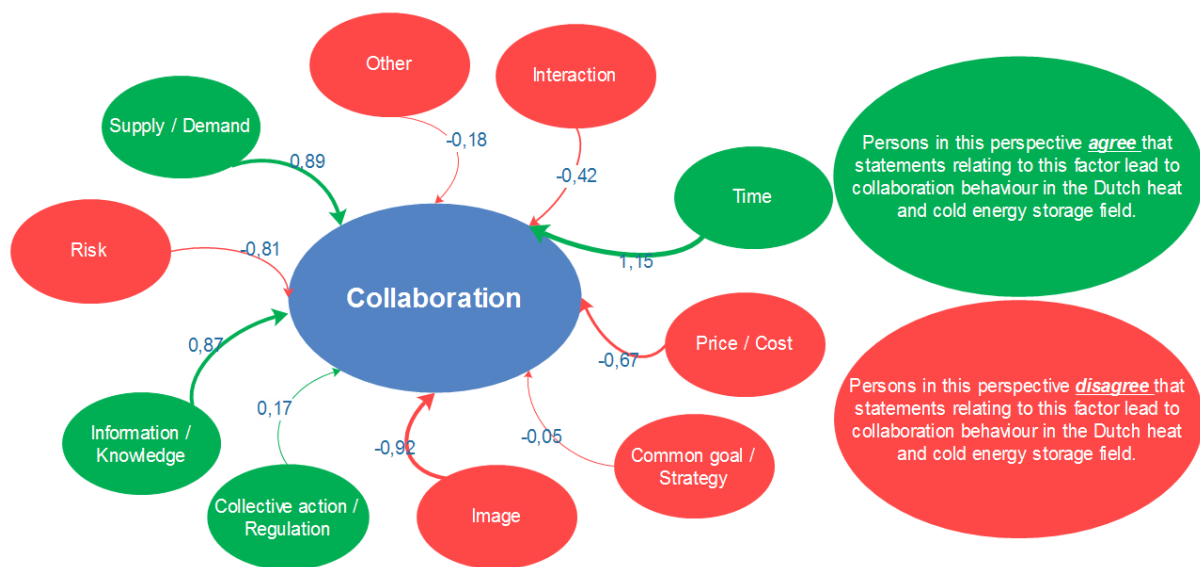 Other
Interaction
Supply / Demand
-0,18
0,89
-0,42
Time
Persons in this perspective agree that
statements relating to this factor lead to
collaboration behaviour in the Dutch heat
and cold energy storage field.
Risk
-0,81
1,15
Collaboration
0,87
-0,67
Price / Cost
Information /
Knowledge
0,17
-0,92
-0,05
Common goal /
Strategy
Collective action /
Regulation
Image
Persons in this perspective disagree that
statements relating to this factor lead to
collaboration behaviour in the Dutch heat
and cold energy storage field.